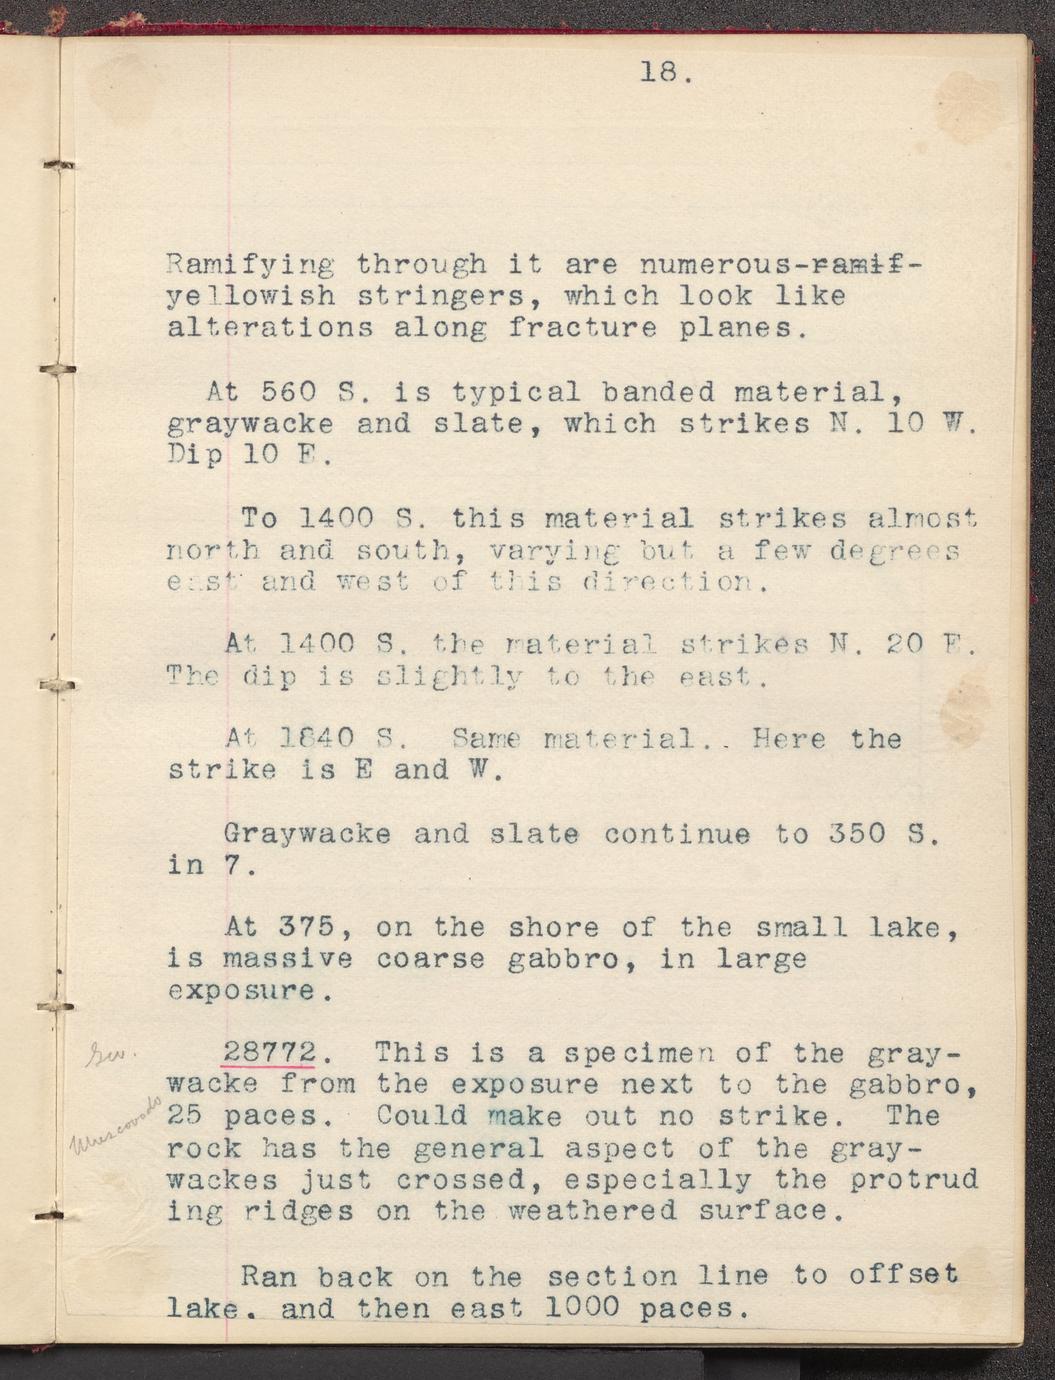 18.
Ramifying through it are numerous-ramif-
yellowish stringers, which look like
alterations along fracture planes.
At 560 S. is typical banded material,
graywacke and slate, which strikes N. 10 W.
Dip 10 E.
To 1400 S. this material strikes almost
north and south, varying but a few degrees
east and west of this direction.
At 1400 S. the material strikes N. 20 E.
The dip is slightly to the east.
At 1840 S.  Same material.. Here the
strike is E and W.
Graywacke and slate continue to 350 S.
in 7.
At 375, on the shore of the small lake,
is massive coarse gabbro, in large
exposure.
28772.  This is a specimen of the gray-
wacke from the exposure next to the gabbro,
25 paces.  Could make out no strike.  The
rock has the general aspect of the gray-
wackes just crossed, especially the protrud
ing ridges on the weathered surface.
Ran back on the section line to offset
lake. and then east 1000 paces.